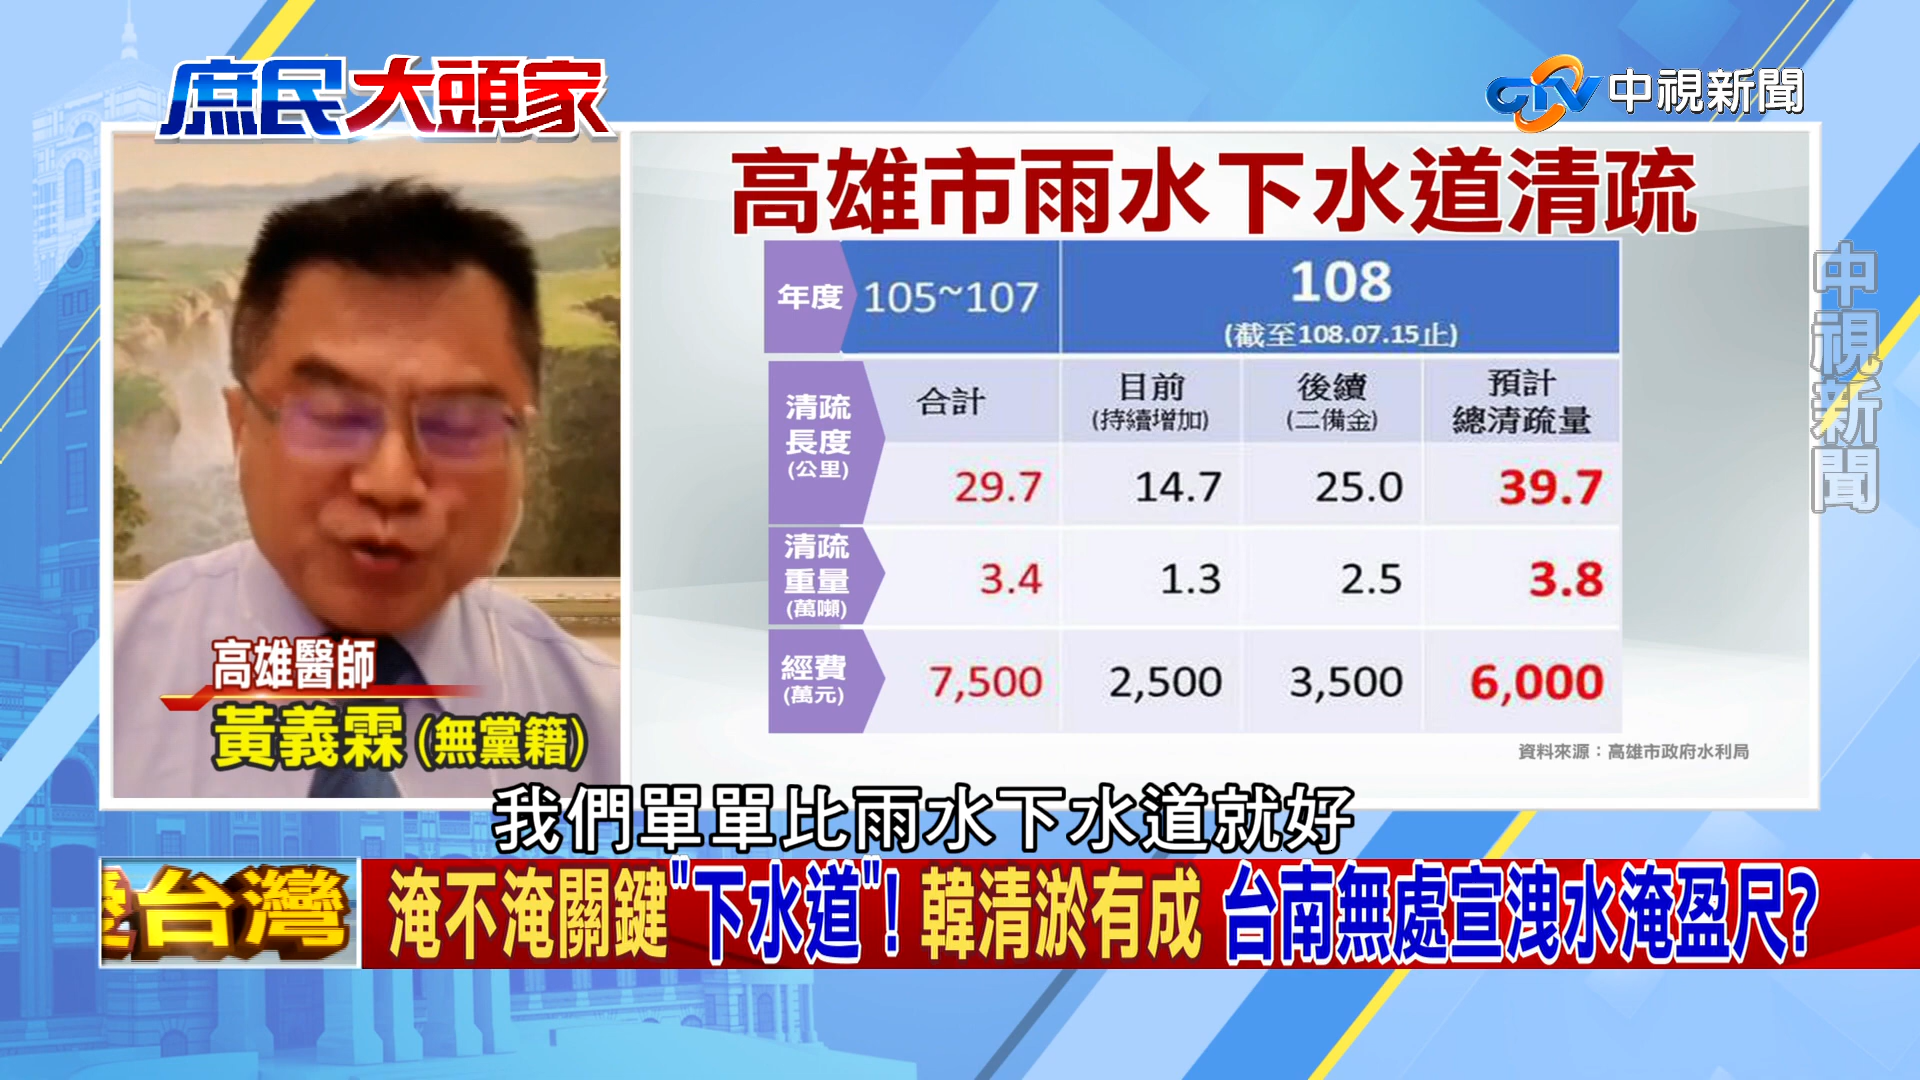 庶民大頭家
CTV 中視新聞
高雄市雨水下水道清疏
年度 105~107 108
(截至108.07.15止)
清疏長度(公里) 合計 目前(持續增加) 後續(二備金) 預計總清疏量
29.7 14.7 25.0 39.7
清疏重量(萬噸) 3.4 1.3 2.5 3.8
經費(萬元) 7,500 2,500 3,500 6,000
資料來源：高雄市政府水利局
中視新聞
高雄醫師
黃義霖(無黨籍)
我們單單比雨水下水道就好
愛台灣
淹不淹關鍵"下水道"! 韓清淤有成 台南無處宣洩水淹盈尺?